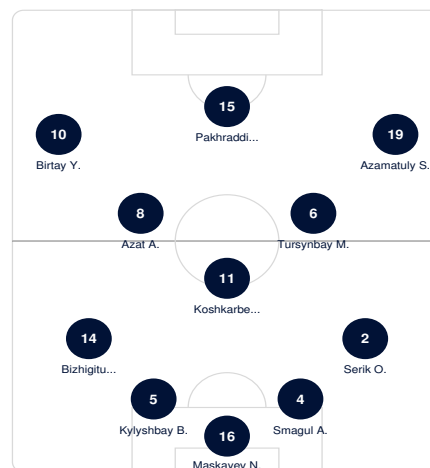 15
Pakhraddi...
10
Birtay Y.
19
Azamatuly S.
8
Azat A.
6
Tursynbay M.
11
Koshkarbe...
14
Bizhigitu...
2
Serik O.
5
Kylyshbay B.
4
Smagul A.
16
Maskayev N.